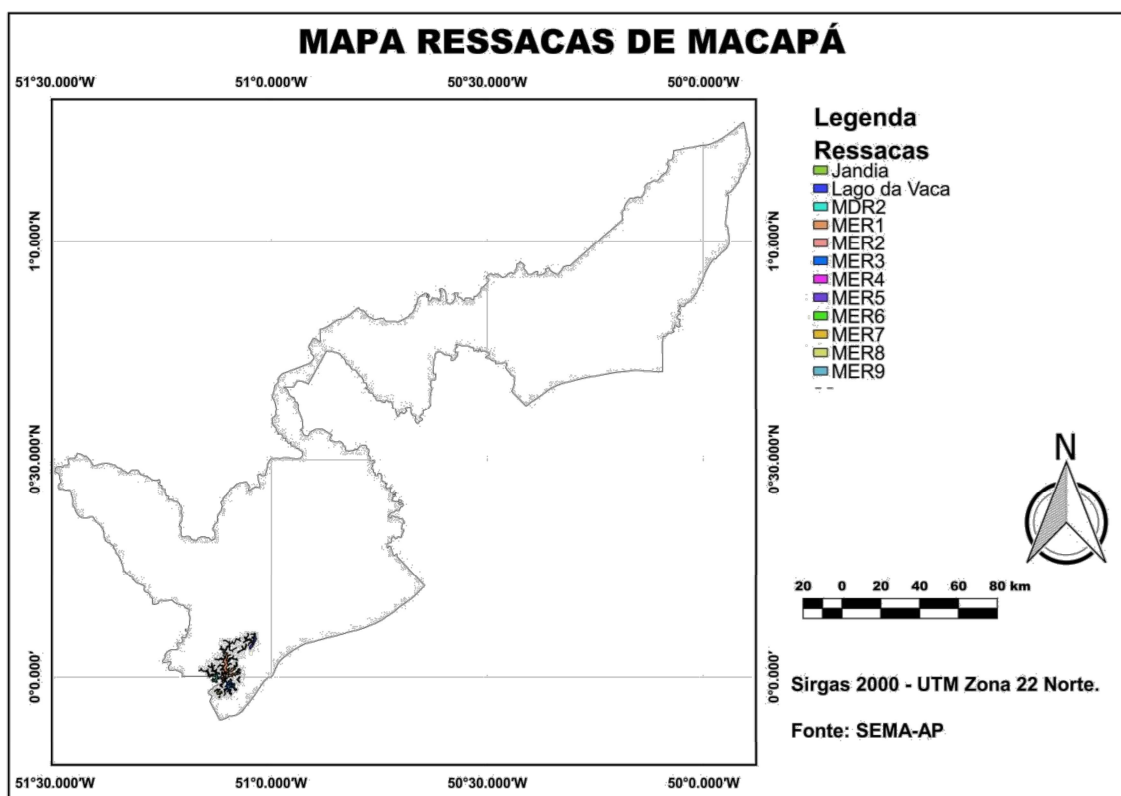 MAPA RESSACAS DE MACAPÁ
51°30.000'W 51°0.000'W 50°30.000'W 50°0.000'W
1°0.000'N 1°0.000'N
0°30.000'N 0°30.000'N
0°0.000' 0°0.000'
51°30.000'W 51°0.000'W 50°30.000'W 50°0.000'W
Legenda
Ressacas
Jandia
Lago da Vaca
MDR2
MER1
MER2
MER3
MER4
MER5
MER6
MER7
MER8
MER9
N
20 0 20 40 60 80 km
Sirgas 2000 - UTM Zona 22 Norte.
Fonte: SEMA-AP